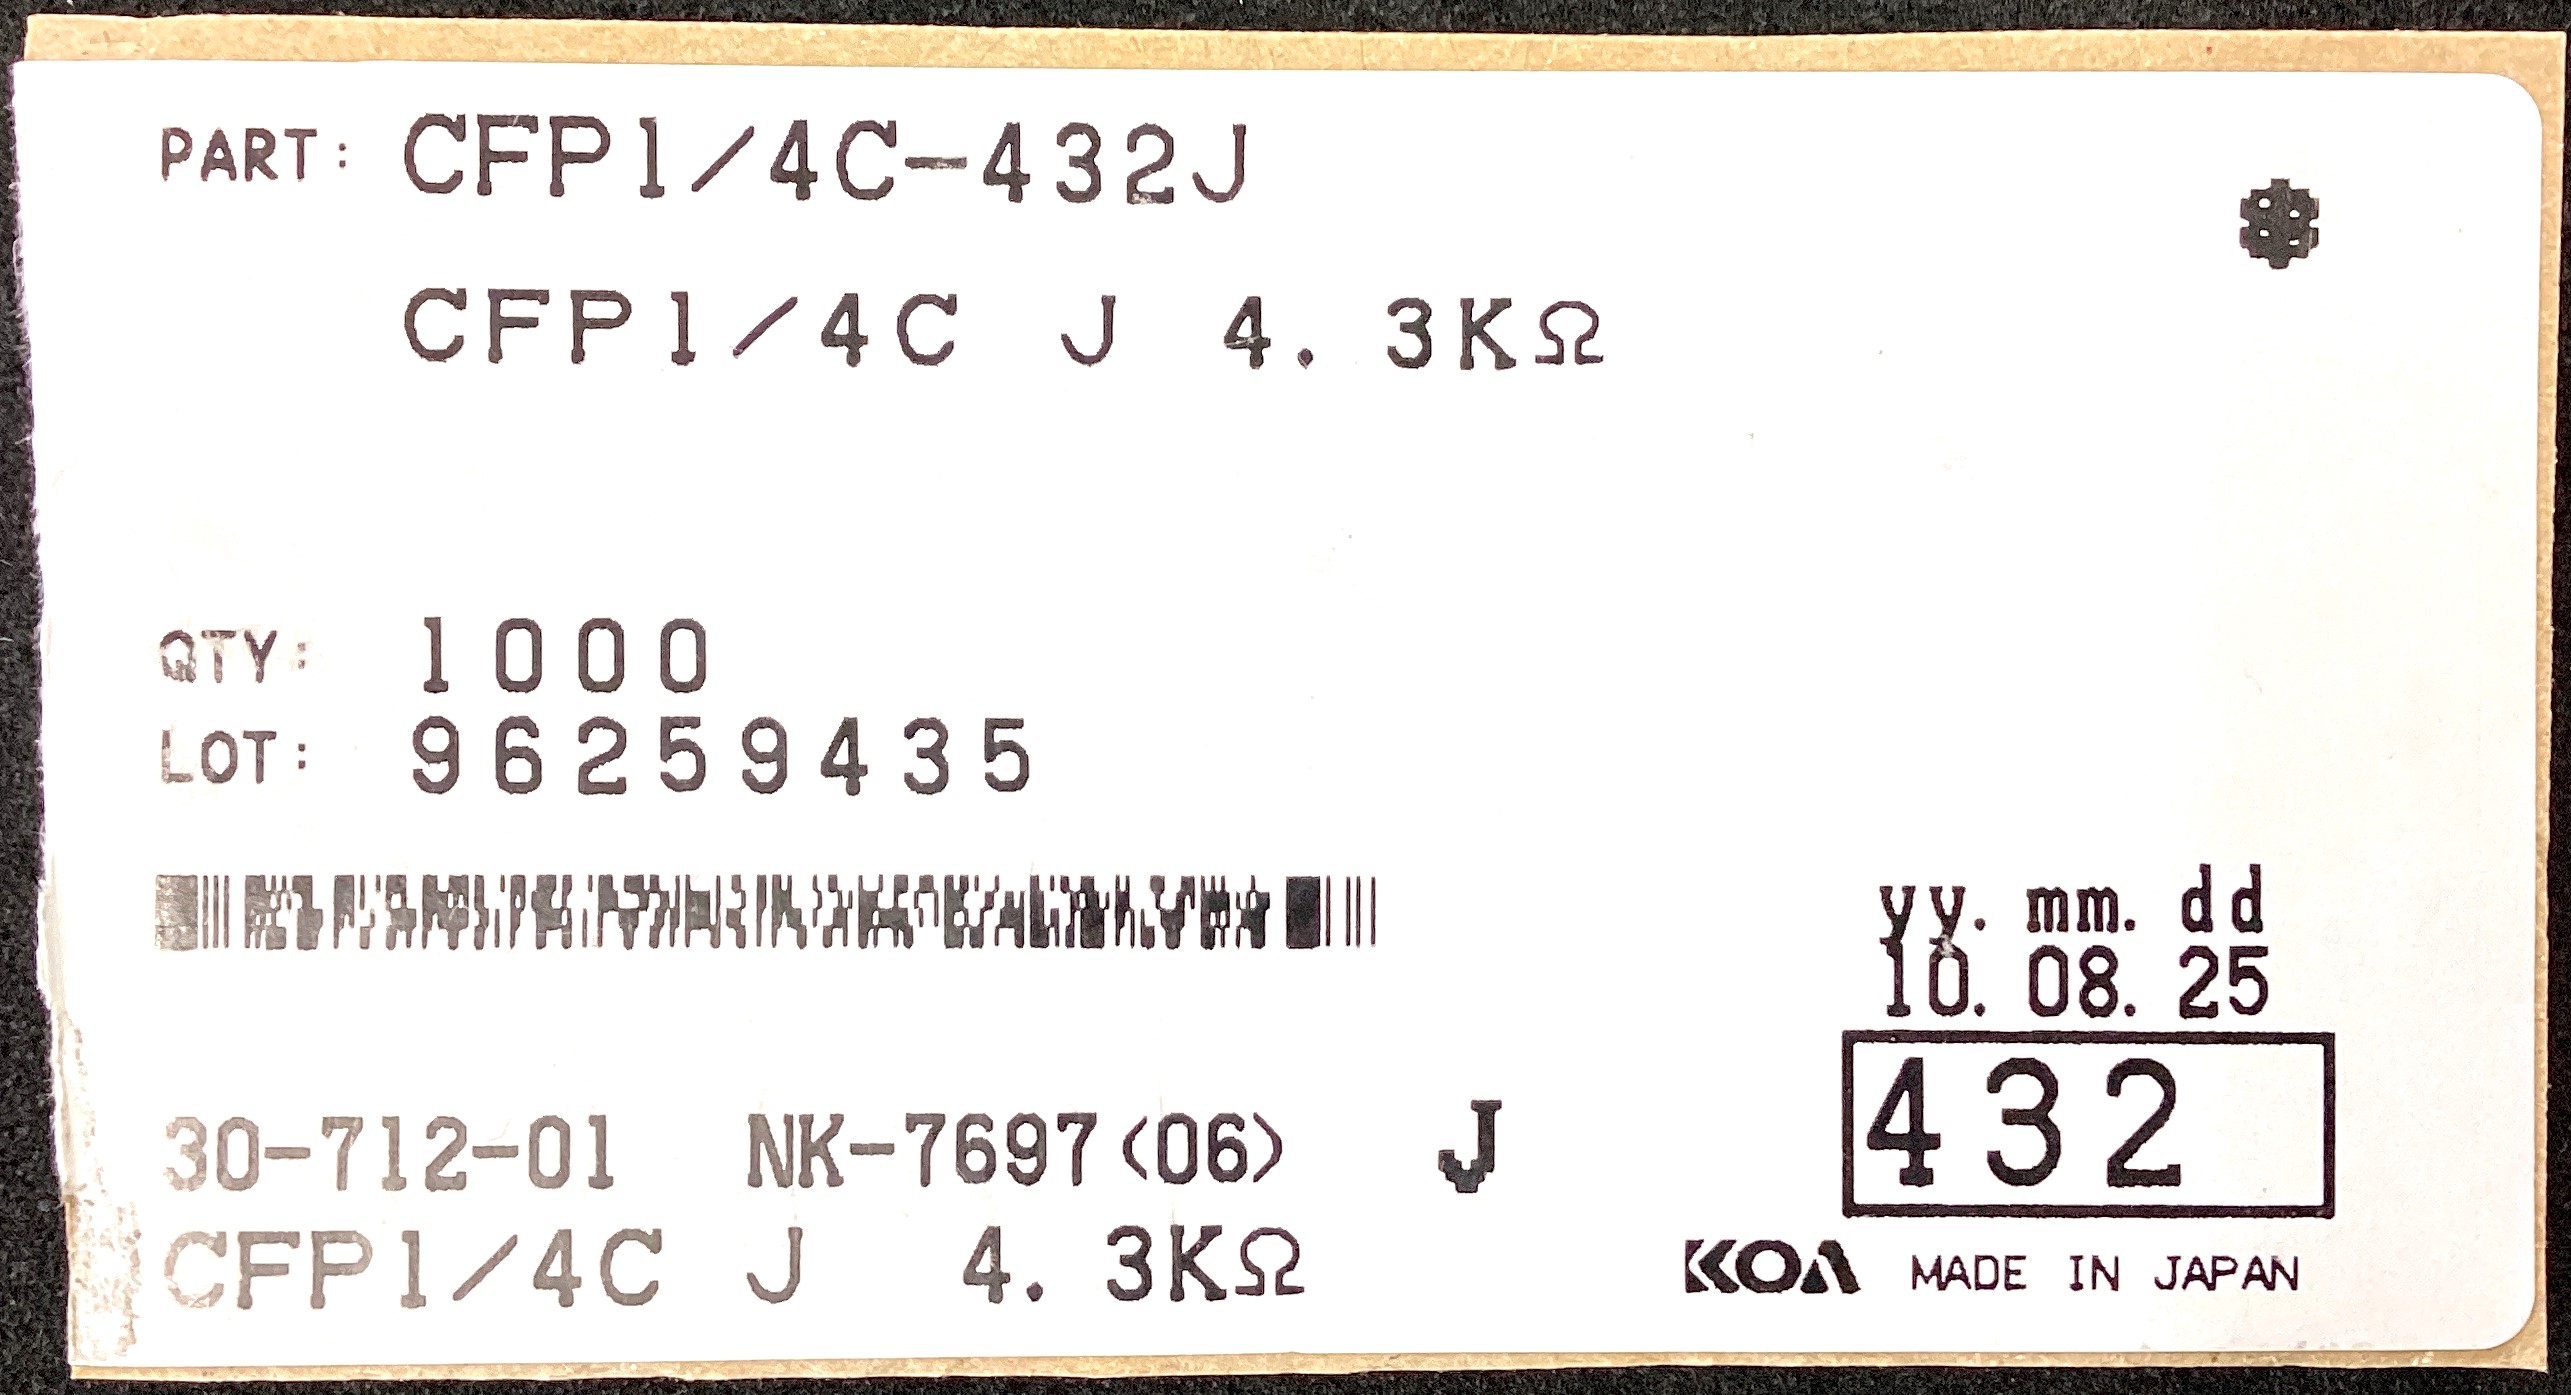 PART: CFP1/4C-432J
CFP1/4C J 4.3KΩ
QTY: 1000
LOT: 96259435
yy. mm. dd
10. 08. 25
432
30-712-01 NK-7697(06) J
CFP1/4C J 4.3KΩ
KOA MADE IN JAPAN